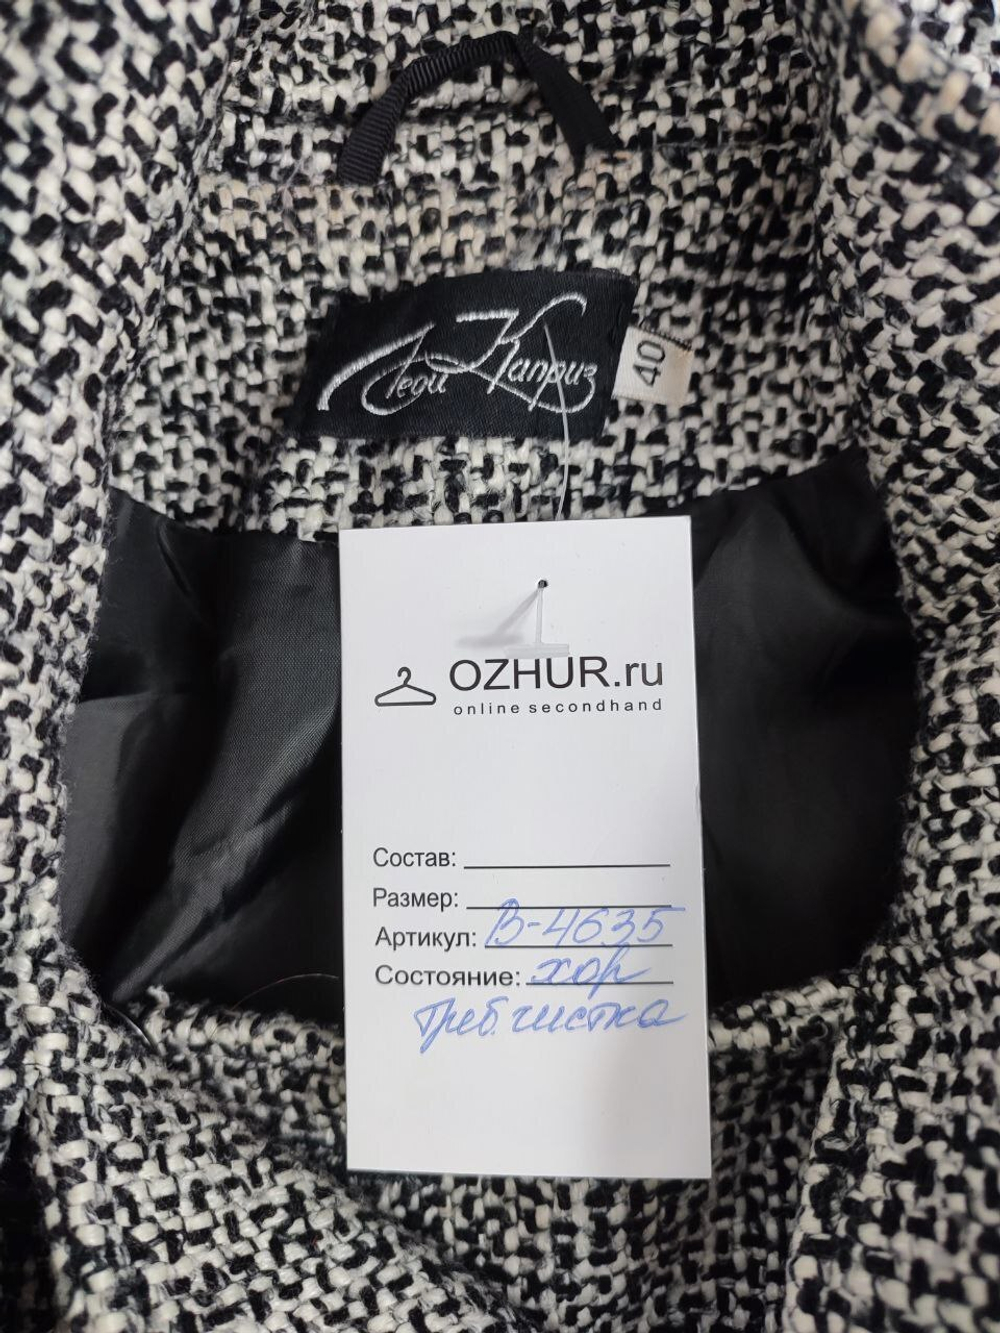 Леди Каприз
40
OZHUR.ru
online secondhand
Состав:
Размер:
Артикул: В-4635
Состояние: хор
треб. чистка